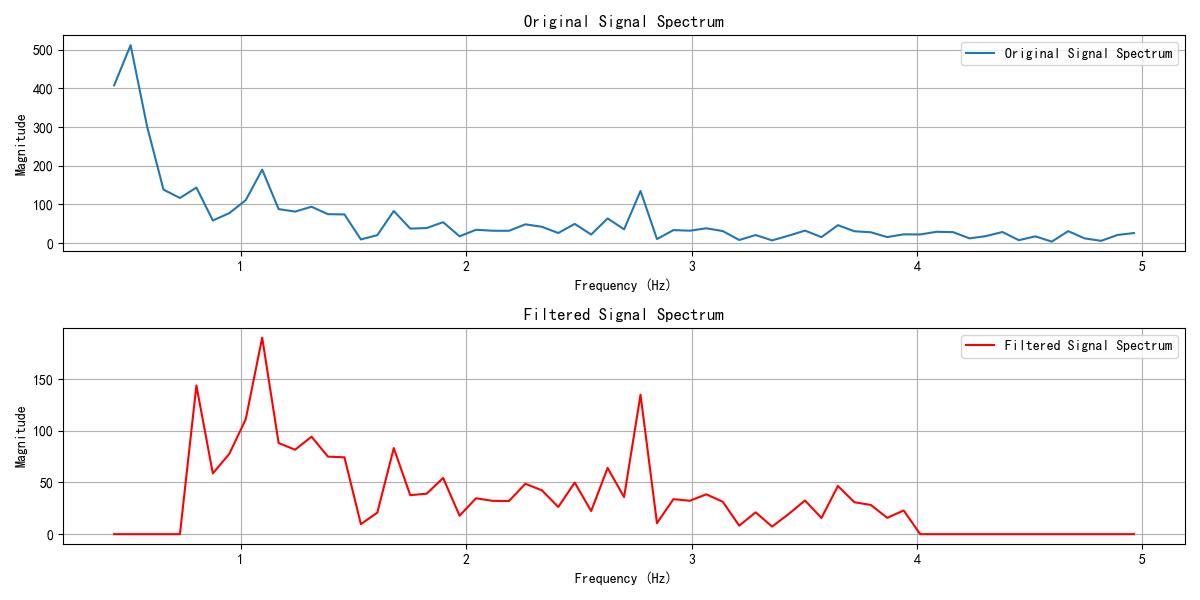 Original Signal Spectrum
Original Signal Spectrum
Magnitude
500
400
300
200
100
0
1
2
3
4
5
Frequency (Hz)
Filtered Signal Spectrum
Filtered Signal Spectrum
Magnitude
150
100
50
0
1
2
3
4
5
Frequency (Hz)